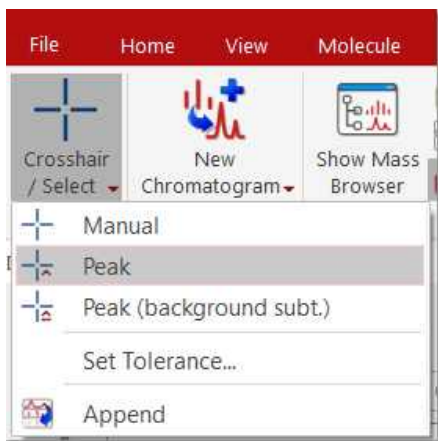 File Home View Molecule
Crosshair / Select
New Chromatogram
Show Mass Browser
Manual
Peak
Peak (background subt.)
Set Tolerance...
Append